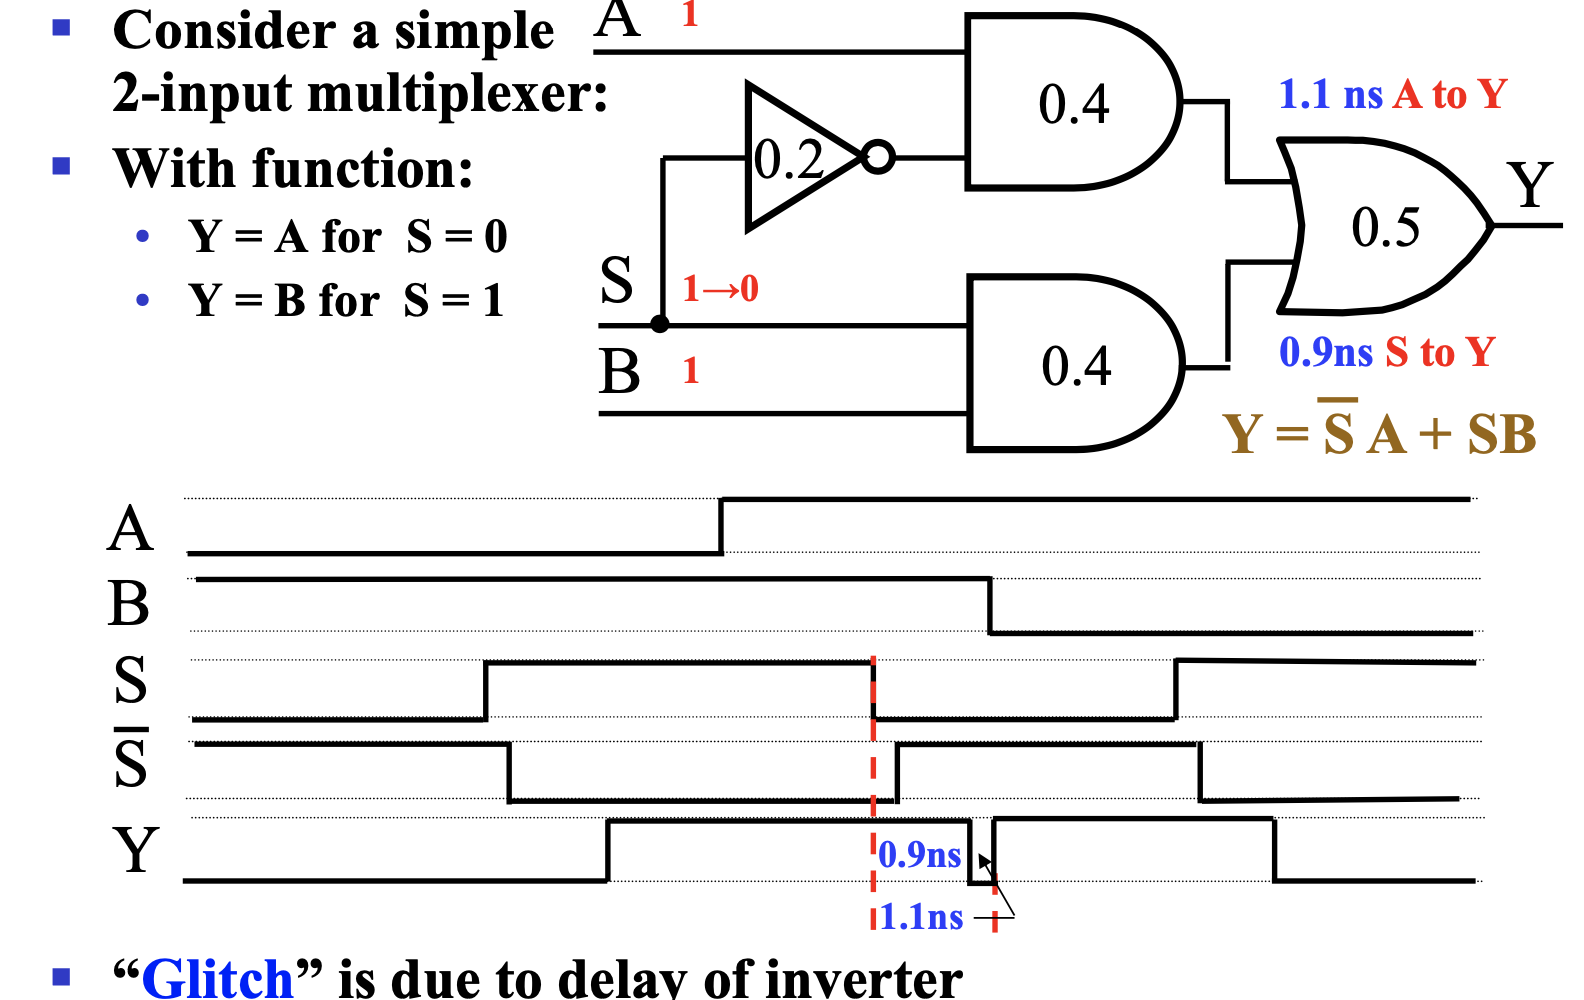 Consider a simple
2-input multiplexer:
With function:
Y = A for S = 0
Y = B for S = 1
A 1
0.4
1.1 ns A to Y
0.2
Y
0.5
S 1→0
B 1
0.4
0.9ns S to Y
Y = S̅ A + SB
A
B
S
S̅
Y
0.9ns
1.1ns
“Glitch” is due to delay of inverter